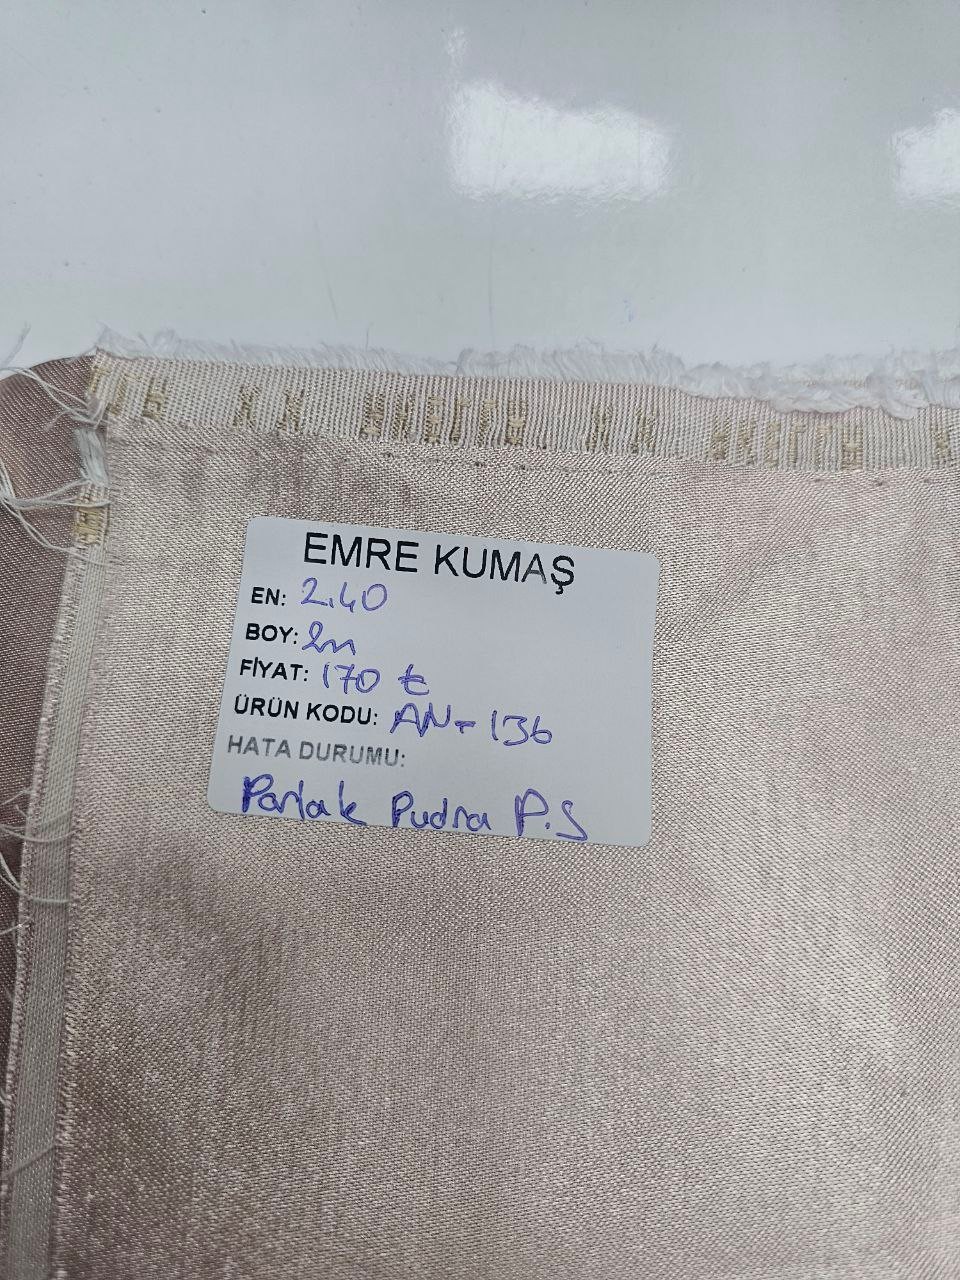 EMRE KUMAŞ
EN: 2.40
BOY: 2m
FİYAT: 170 ₺
ÜRÜN KODU: AN-136
HATA DURUMU:
Parlak Pudra P.S